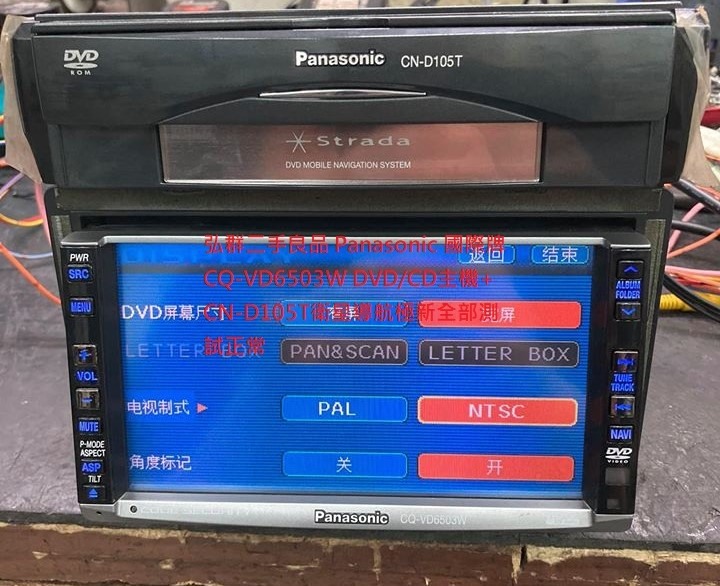 DVD
ROM
Panasonic CN-D105T
Strada
DVD MOBILE NAVIGATION SYSTEM
弘群二手良品 Panasonic 國際牌
CQ-VD6503W DVD/CD主機+
CN-D105T衛星導航極新全部測
試正常
PWR
SRC
MENU
VOL
MUTE
P-MODE
ASPECT
ASP
TILT
返回 结束
DVD屏幕尺寸
LETTER BOX PAN&SCAN LETTER BOX
电视制式 PAL NTSC
角度标记 关 开
ALBUM
FOLDER
TUNE
TRACK
NAVI
DVD
VIDEO
CODE SECURITY
Panasonic CQ-VD6503W